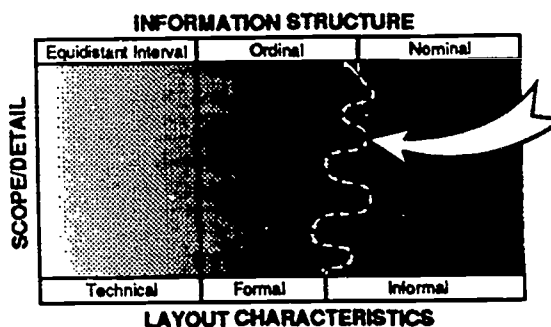 INFORMATION STRUCTURE
Equidistant Interval Ordinal Nominal
SCOPE/DETAIL
Technical Formal Informal
LAYOUT CHARACTERISTICS